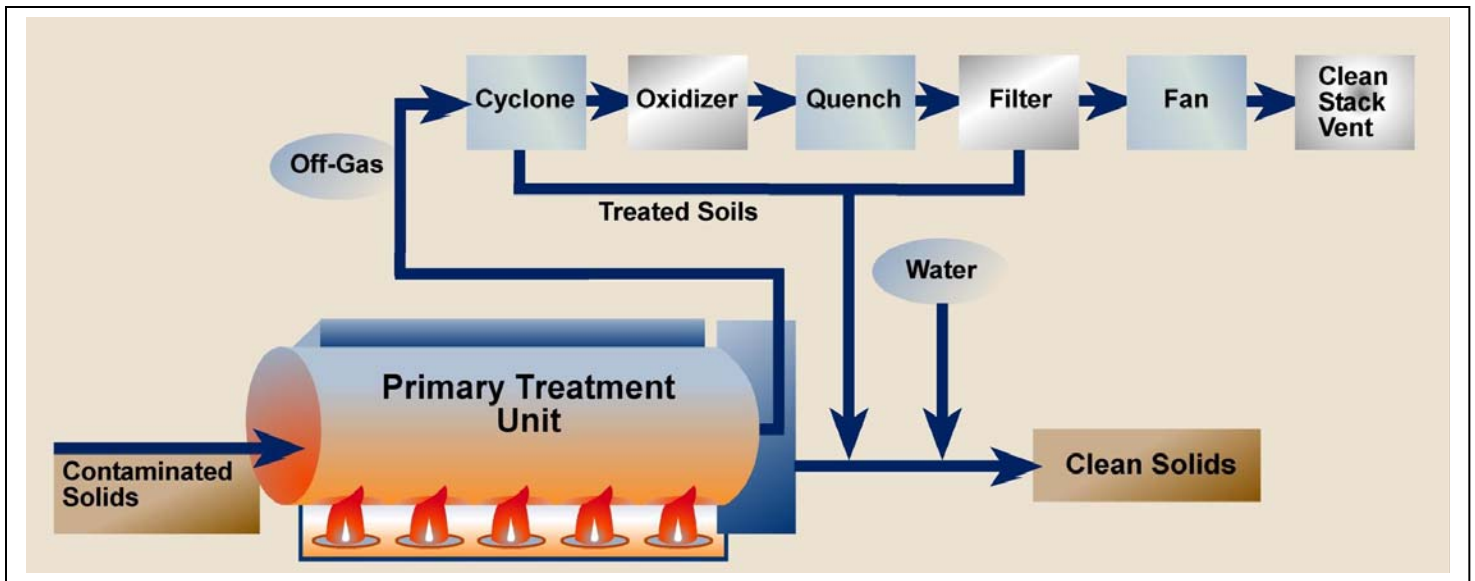 Cyclone
Oxidizer
Quench
Filter
Fan
Clean
Stack
Vent
Off-Gas
Treated Soils
Water
Primary Treatment
Unit
Contaminated
Solids
Clean Solids